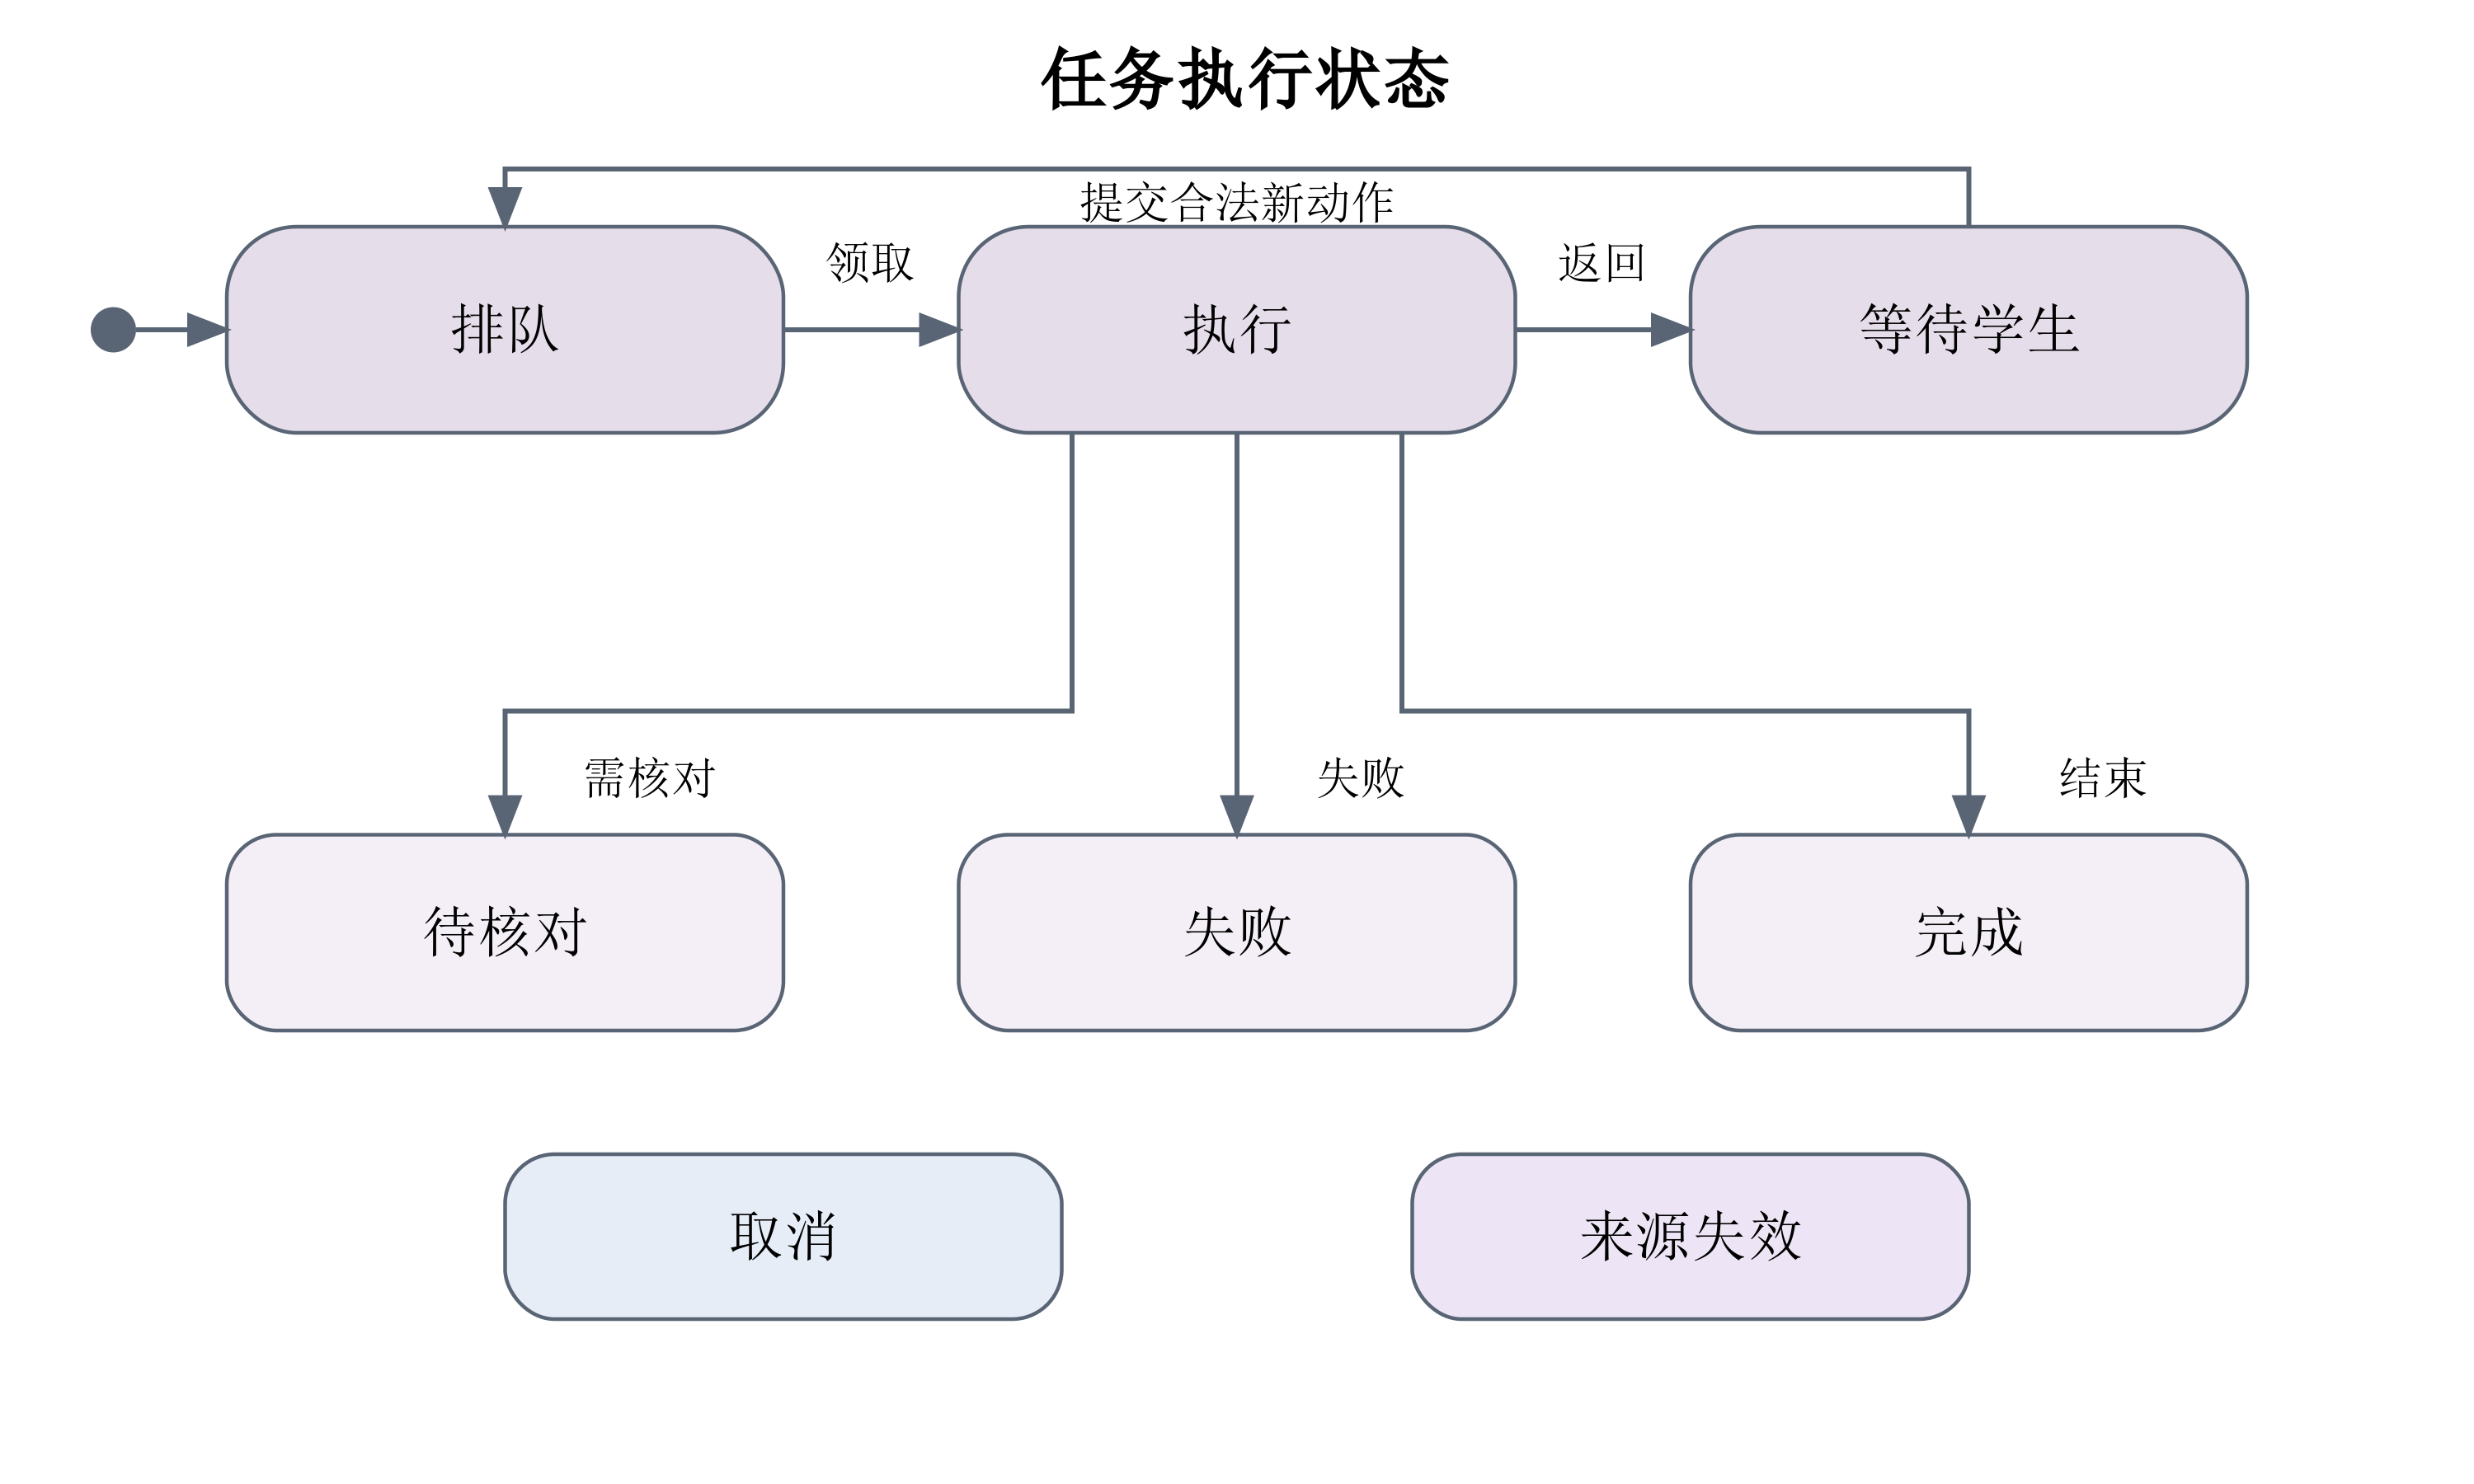 任务执行状态
提交合法新动作
领取
返回
排队
执行
等待学生
需核对
失败
结束
待核对
失败
完成
取消
来源失效